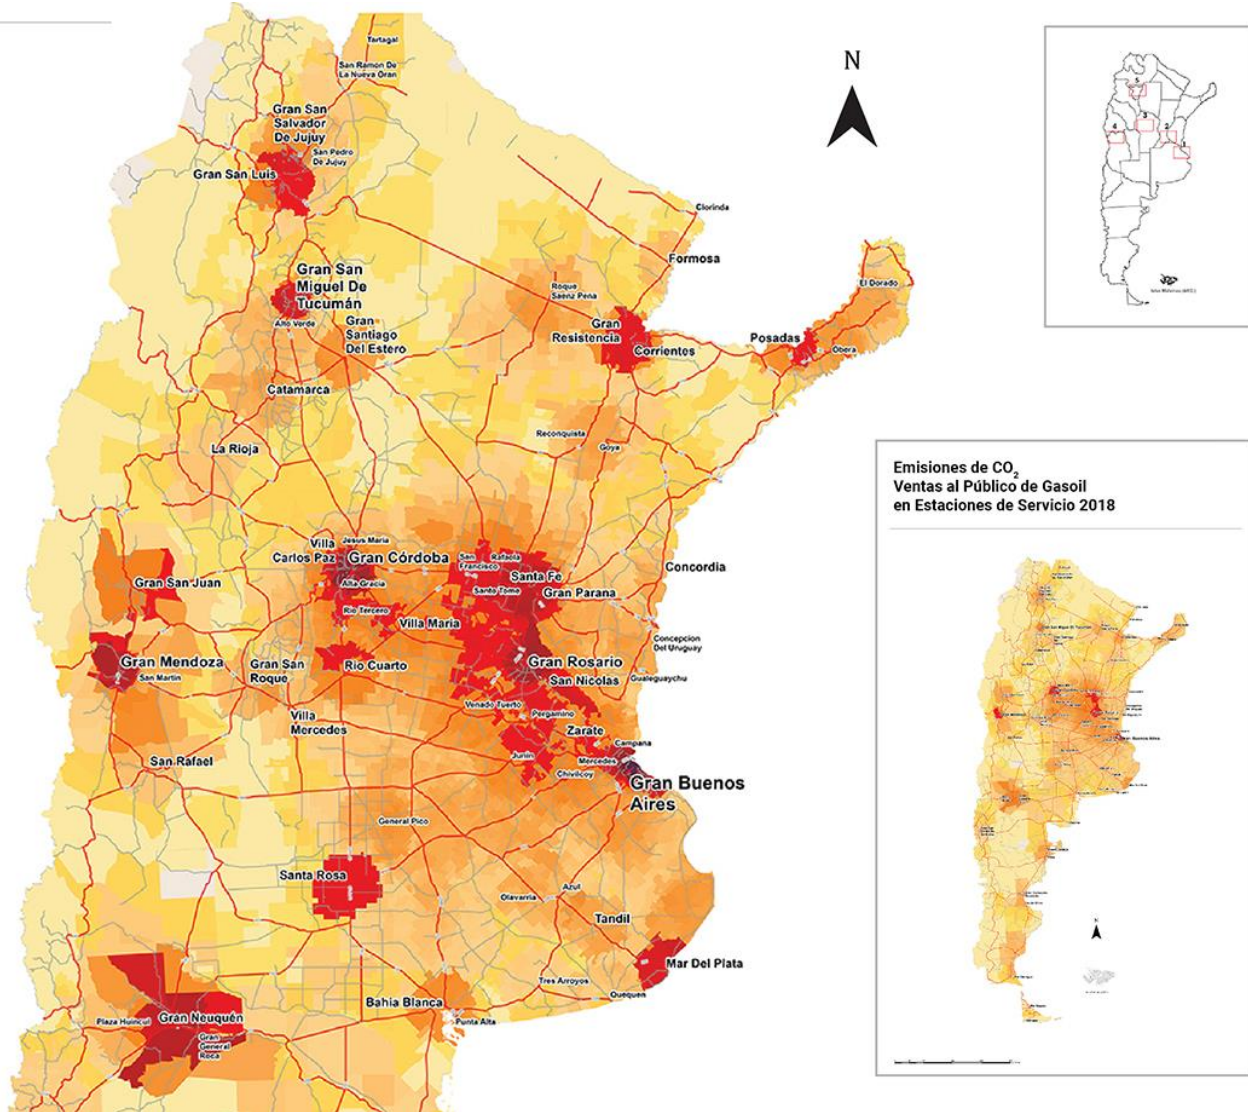 Tartagal
San Ramon De
La Nueva Oran
Gran San
Salvador
De Jujuy
San Pedro
De Jujuy
Gran San Luis
N
5
3
4
2
1
Clorinda
Formosa
Gran San
Miguel De
Tucumán
Alto Verde
Gran
Santiago
Del Estero
Roque
Saenz Pena
Gran
Resistencia
Corrientes
El Dorado
Posadas
Obera
Catamarca
La Rioja
Reconquista
Goya
Villa
Carlos Paz
Jesus Maria
Gran Córdoba
Alta Gracia
San
Francisco
Rafaela
Santa Fe
Santo Tome
Gran Parana
Concordia
Gran San Juan
Rio Tercero
Villa Maria
Concepcion
Del Uruguay
Gran Mendoza
San Martin
Gran San
Roque
Rio Cuarto
Gran Rosario
San Nicolas
Gualeguaychu
Venado Tuerto
Pergamino
Villa
Mercedes
Zarate
Campana
Junin
Mercedes
Chivilcoy
San Rafael
Gran Buenos
Aires
General Pico
Santa Rosa
Olavarria
Azul
Tandil
Mar Del Plata
Tres Arroyos
Quequen
Bahia Blanca
Punta Alta
Plaza Huincul
Gran Neuquén
Gran
General
Roca
Emisiones de CO₂
Ventas al Público de Gasoil
en Estaciones de Servicio 2018
N